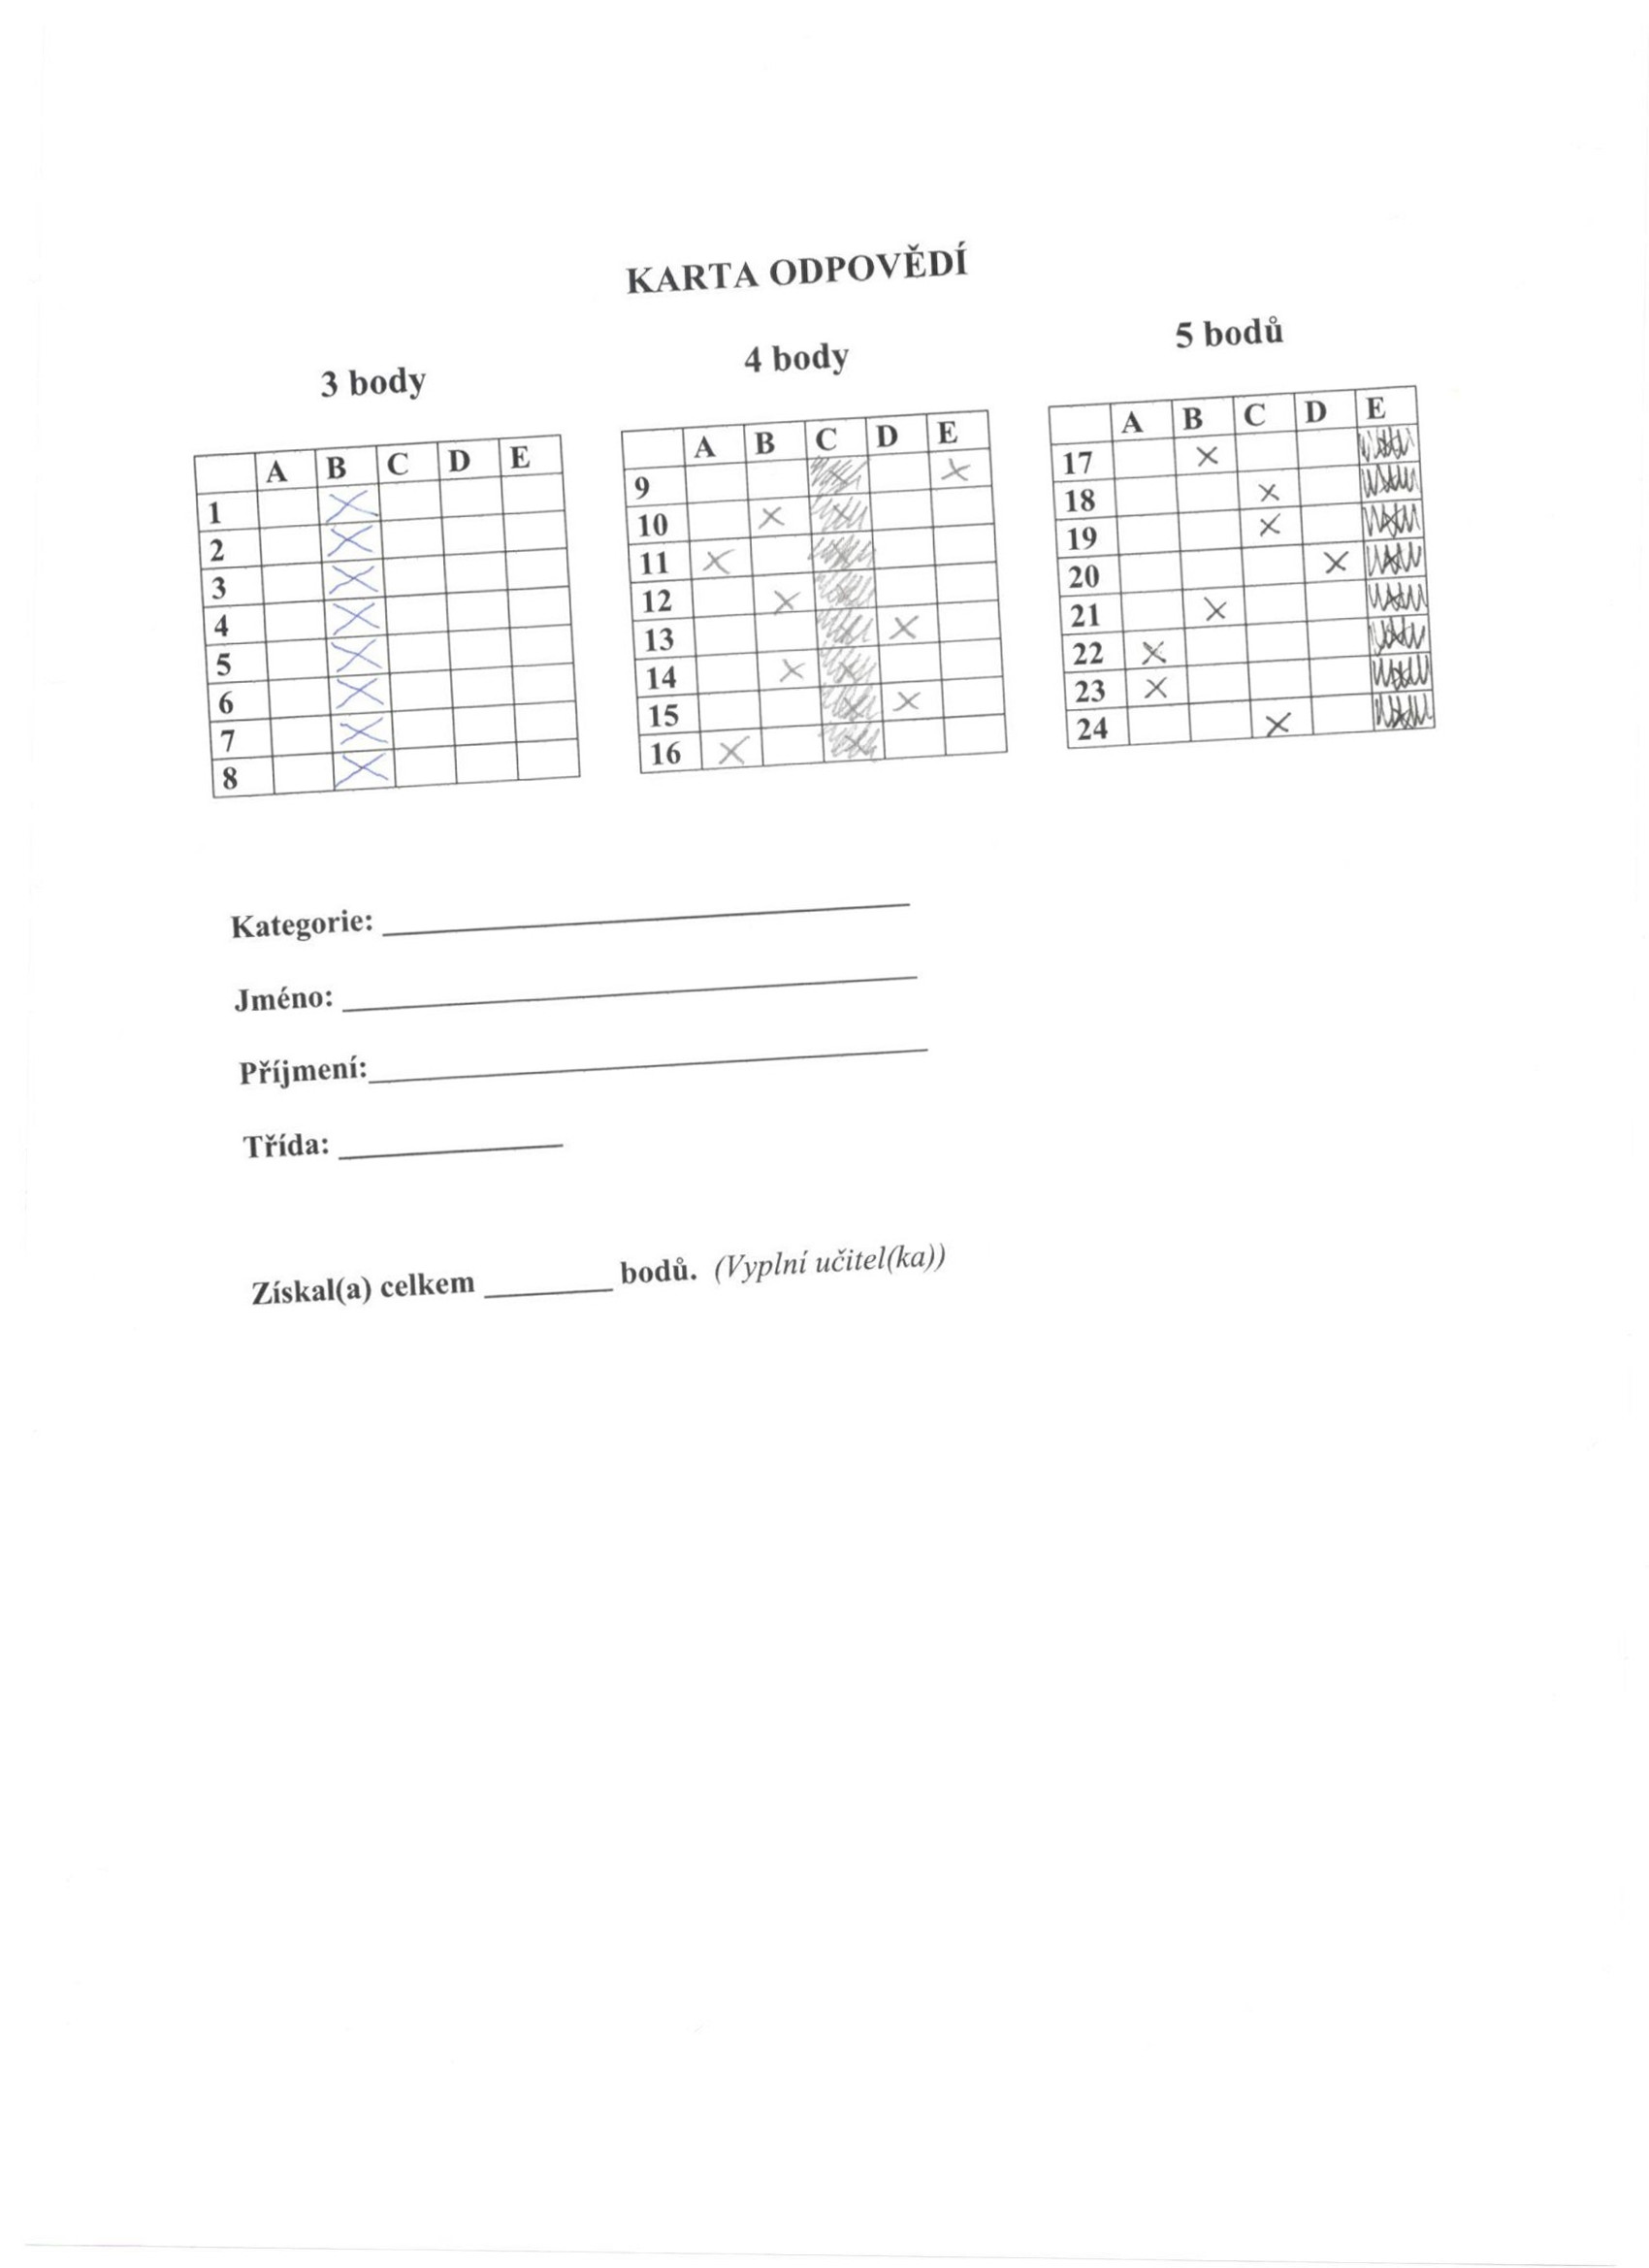 KARTA ODPOVĚDÍ
3 body
4 body
5 bodů
A B C D E
1
2
3
4
5
6
7
8
A B C D E
9
10
11
12
13
14
15
16
A B C D E
17
18
19
20
21
22
23
24
Kategorie: ____________________
Jméno: ____________________
Příjmení: ____________________
Třída: __________
Získal(a) celkem ________ bodů. (Vyplní učitel(ka))